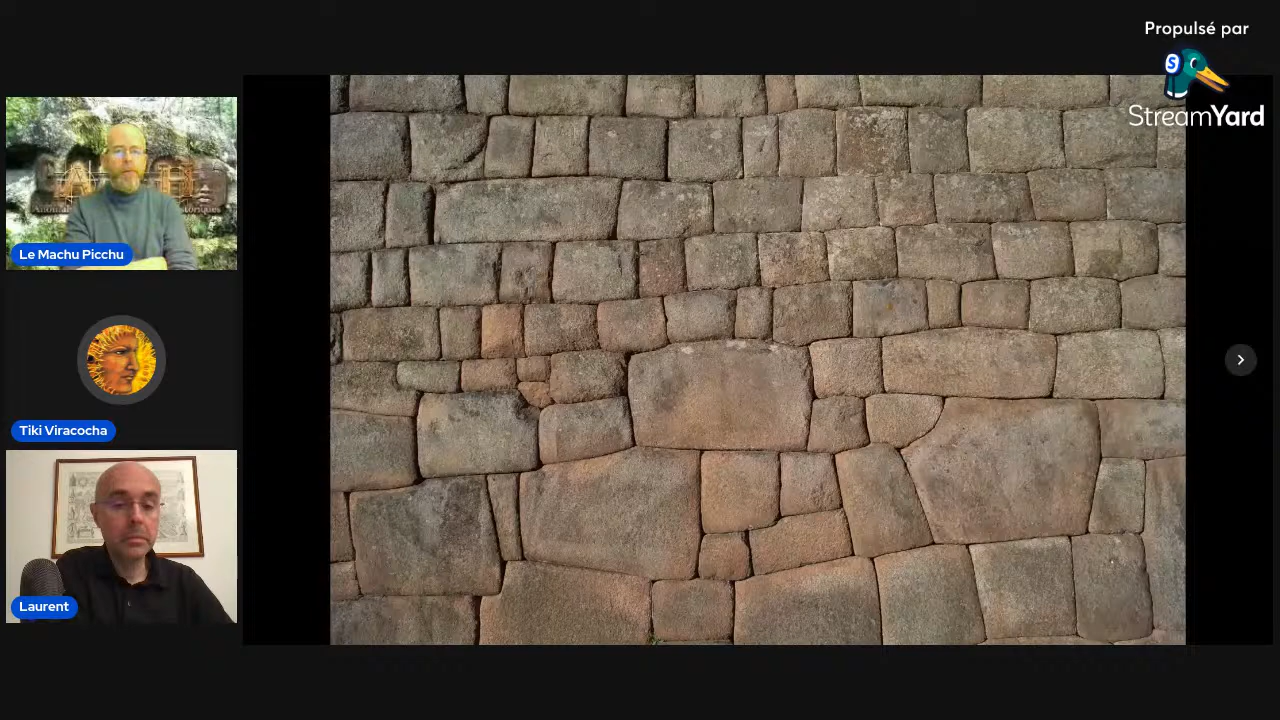 Propulsé par
StreamYard
Le Machu Picchu
Tiki Viracocha
Laurent